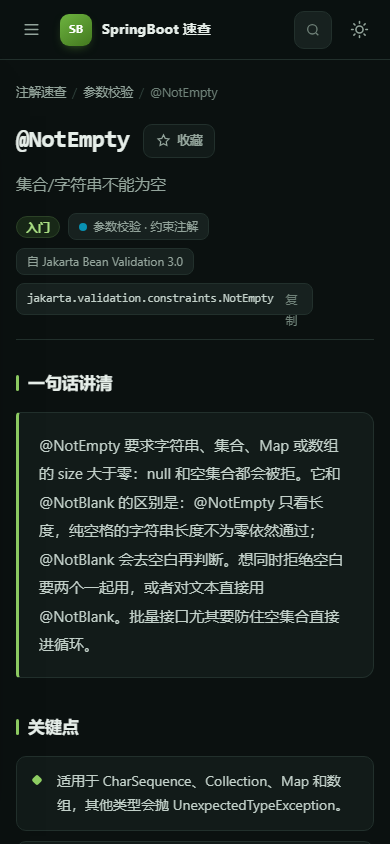 SB SpringBoot 速查
注解速查 / 参数校验 / @NotEmpty
@NotEmpty 收藏
集合/字符串不能为空
入门 参数校验 · 约束注解
自 Jakarta Bean Validation 3.0
jakarta.validation.constraints.NotEmpty 复
制
一句话讲清
@NotEmpty 要求字符串、集合、Map 或数组
的 size 大于零：null 和空集合都会被拒。它和
@NotBlank 的区别是：@NotEmpty 只看长
度，纯空格的字符串长度不为零依然通过；
@NotBlank 会去空白再判断。想同时拒绝空白
要两个一起用，或者对文本直接用
@NotBlank。批量接口尤其要防住空集合直接
进循环。
关键点
适用于 CharSequence、Collection、Map 和数
组，其他类型会抛 UnexpectedTypeException。